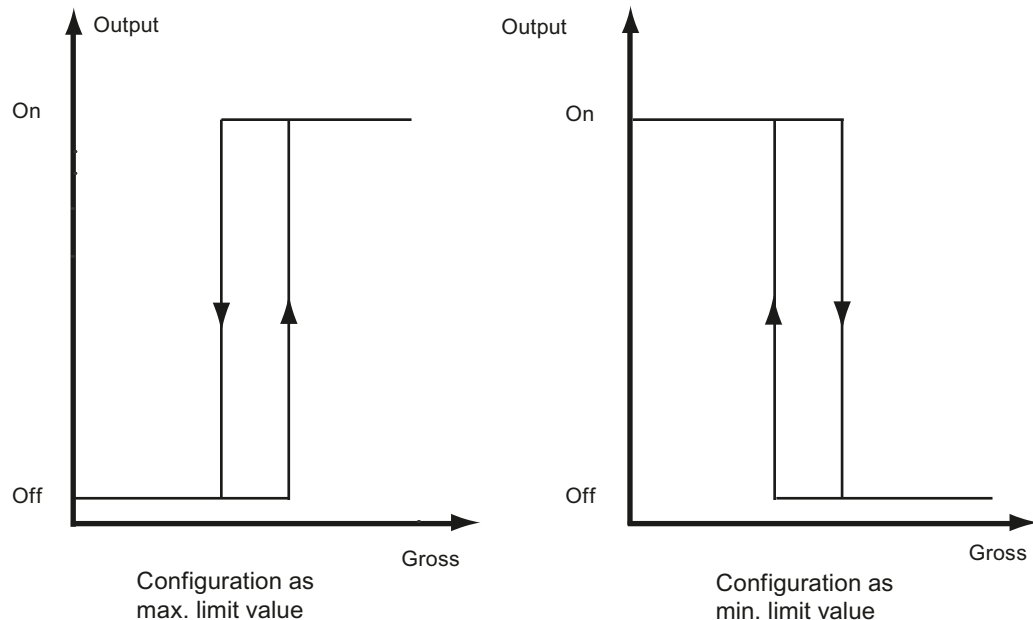 Output
On
Off
Gross
Configuration as
max. limit value
Output
On
Off
Gross
Configuration as
min. limit value